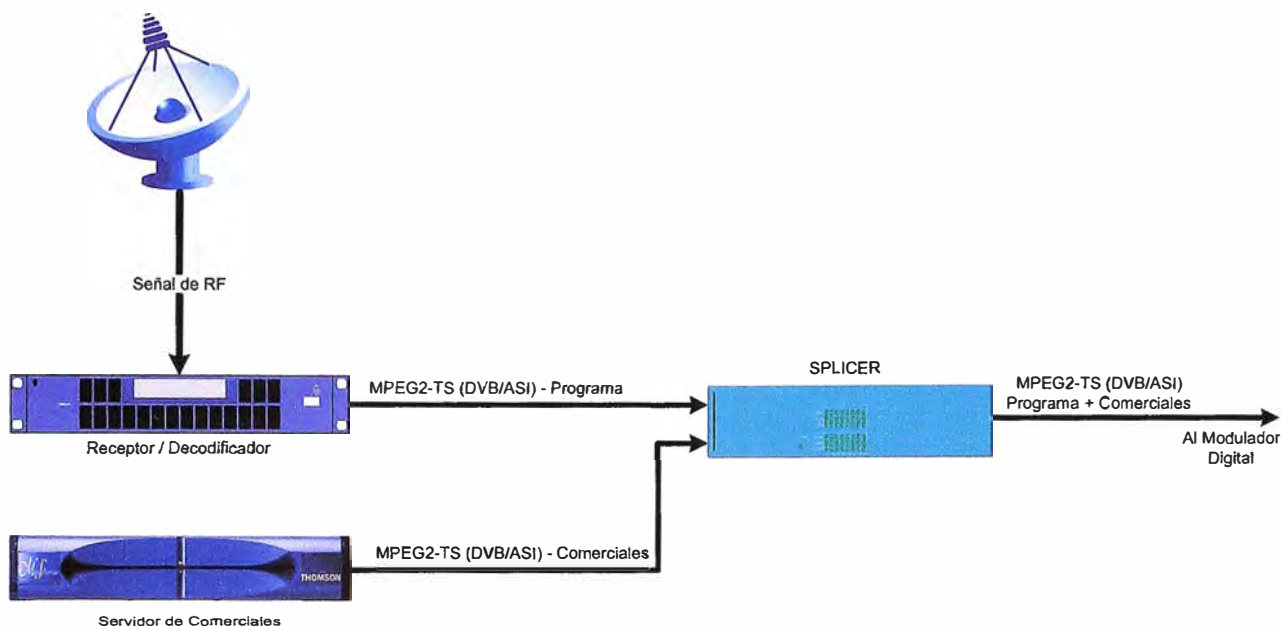 Señal de RF
MPEG2-TS (DVB/ASI) - Programa
SPLICER
MPEG2-TS (DVB/ASI)
Programa + Comerciales
Al Modulador
Digital
Receptor / Decodificador
MPEG2-TS (DVB/ASI) - Comerciales
THOMSON
Servidor de Comerciales